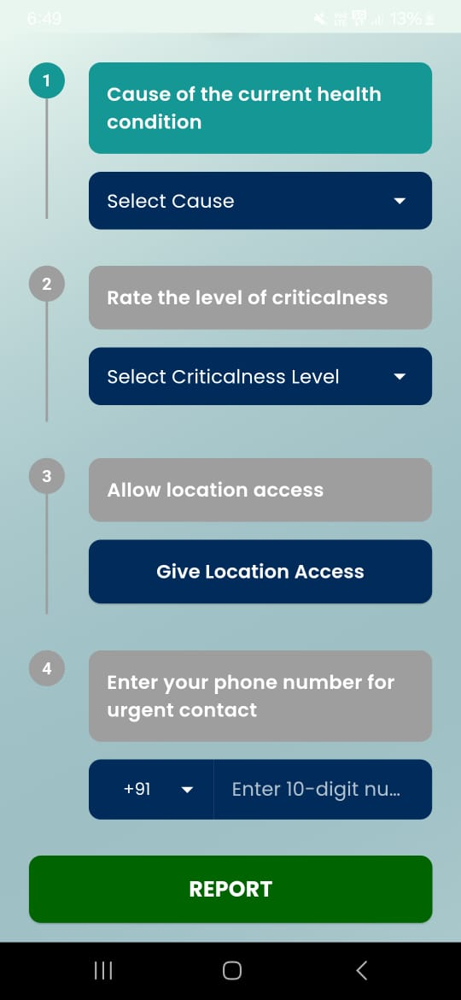 6:49
13%
1
Cause of the current health
condition
Select Cause
2
Rate the level of criticalness
Select Criticalness Level
3
Allow location access
Give Location Access
4
Enter your phone number for
urgent contact
+91
Enter 10-digit nu...
REPORT